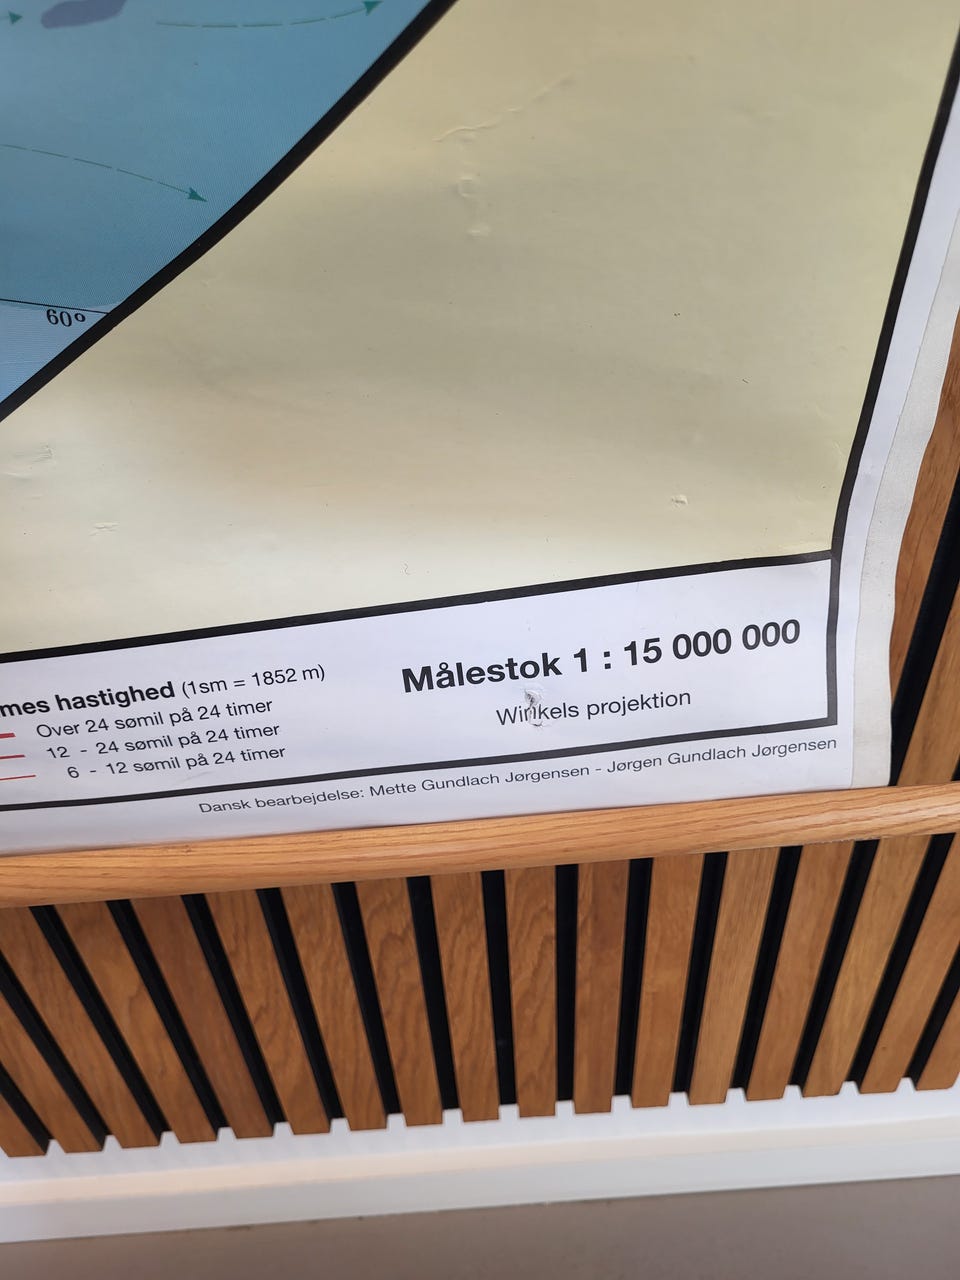 60°
mes hastighed (1sm = 1852 m)
Over 24 sømil på 24 timer
12 - 24 sømil på 24 timer
6 - 12 sømil på 24 timer
Målestok 1 : 15 000 000
Winkels projektion
Dansk bearbejdelse: Mette Gundlach Jørgensen - Jørgen Gundlach Jørgensen